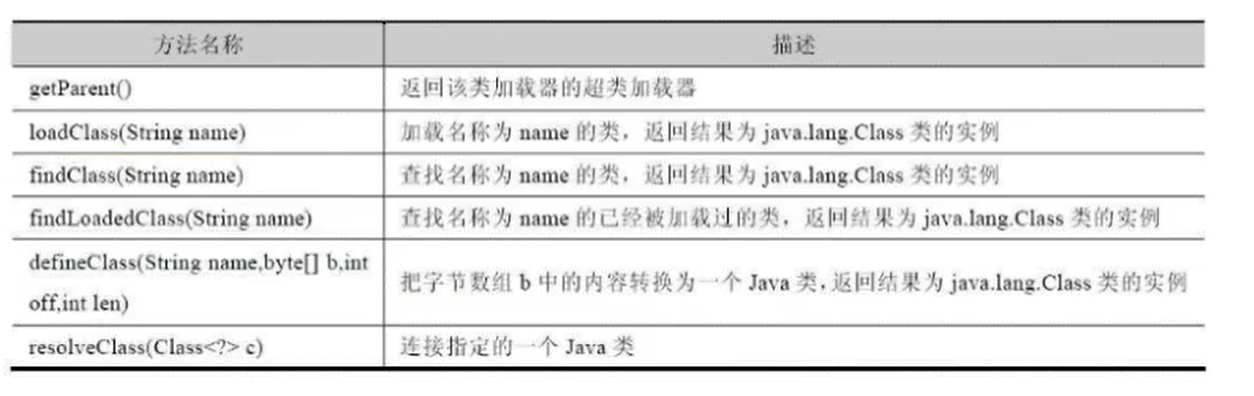 方法名称 描述
getParent() 返回该类加载器的超类加载器
loadClass(String name) 加载名称为 name 的类，返回结果为 java.lang.Class 类的实例
findClass(String name) 查找名称为 name 的类，返回结果为 java.lang.Class 类的实例
findLoadedClass(String name) 查找名称为 name 的已经被加载过的类，返回结果为 java.lang.Class 类的实例
defineClass(String name,byte[] b,int
off,int len) 把字节数组 b 中的内容转换为一个 Java 类,返回结果为 java.lang.Class 类的实例
resolveClass(Class<?> c) 连接指定的一个 Java 类